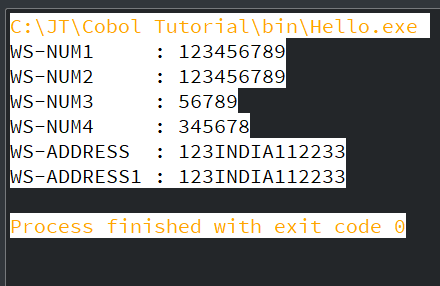 C:\JT\Cobol Tutorial\bin\Hello.exe
WS-NUM1     : 123456789
WS-NUM2     : 123456789
WS-NUM3     : 56789
WS-NUM4     : 345678
WS-ADDRESS  : 123INDIA112233
WS-ADDRESS1 : 123INDIA112233
Process finished with exit code 0